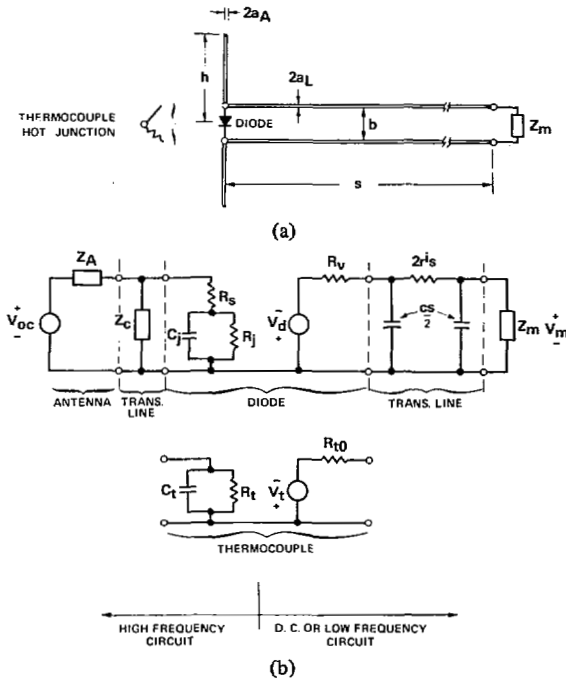 2a_A
h
2a_L
THERMOCOUPLE
HOT JUNCTION
DIODE
b
Z_m
s
(a)
Z_A
R_v
2r^i s
R_s
V_oc
+
-
Z_c
C_j
R_j
V_d
-
+
cs/2
Z_m
V_m
+
-
ANTENNA
TRANS.
LINE
DIODE
TRANS. LINE
R_t0
C_t
R_t
V_t
-
+
THERMOCOUPLE
HIGH FREQUENCY
CIRCUIT
D.C. OR LOW FREQUENCY
CIRCUIT
(b)